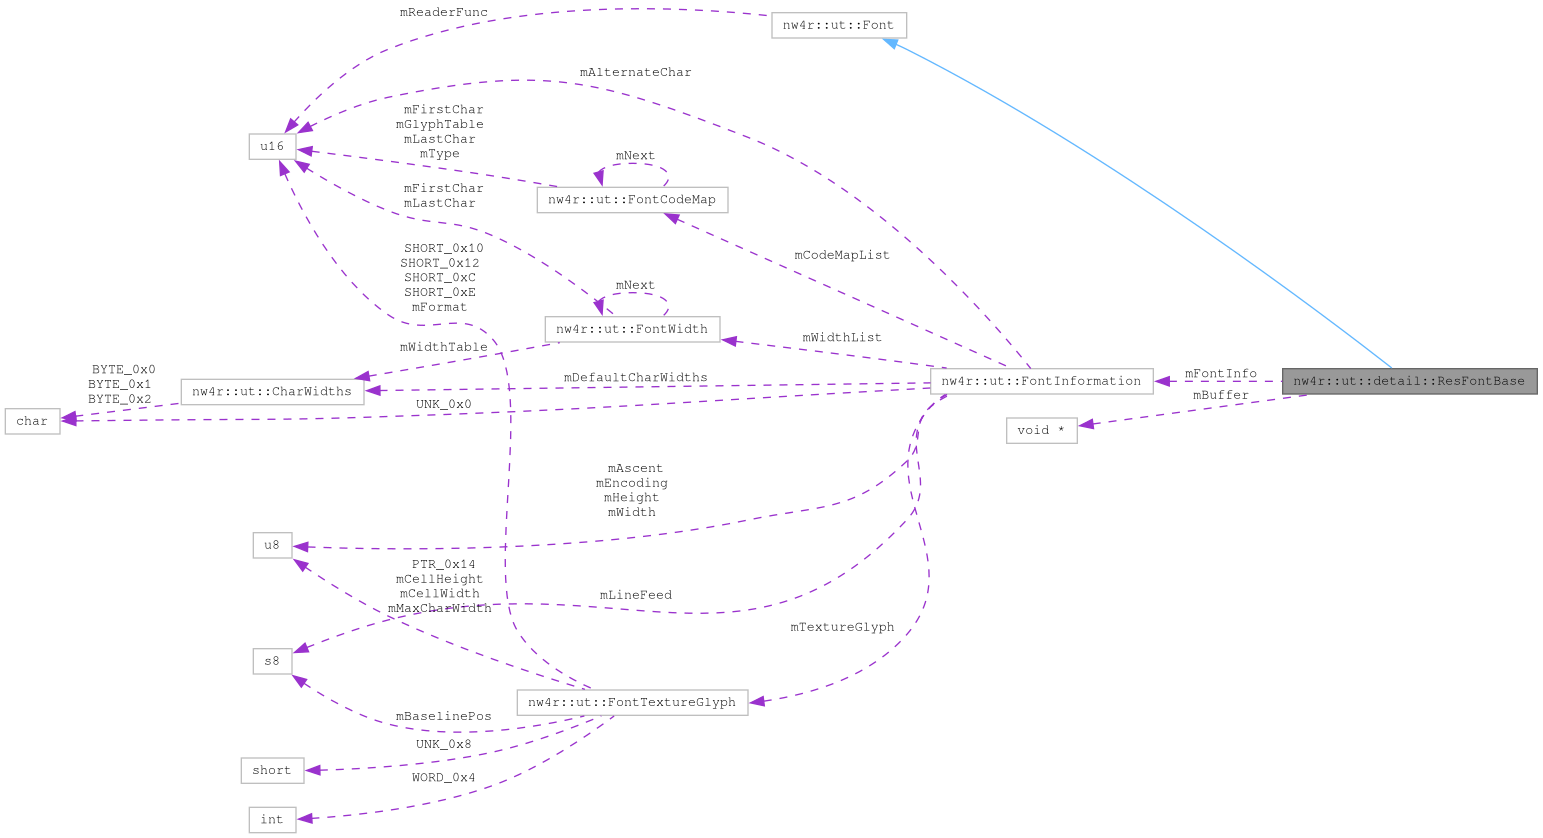 mReaderFunc
nw4r::ut::Font
mAlternateChar
mFirstChar
mGlyphTable
mLastChar
mType
u16
mNext
nw4r::ut::FontCodeMap
mFirstChar
mLastChar
mCodeMapList
SHORT_0x10
SHORT_0x12
SHORT_0xC
SHORT_0xE
mFormat
mNext
nw4r::ut::FontWidth
mWidthList
mWidthTable
BYTE_0x0
BYTE_0x1
BYTE_0x2
nw4r::ut::CharWidths
mDefaultCharWidths
nw4r::ut::FontInformation
mFontInfo
nw4r::ut::detail::ResFontBase
mBuffer
UNK_0x0
char
void *
mAscent
mEncoding
mHeight
mWidth
u8
PTR_0x14
mCellHeight
mCellWidth
mMaxCharWidth
mLineFeed
mTextureGlyph
s8
nw4r::ut::FontTextureGlyph
mBaselinePos
UNK_0x8
short
WORD_0x4
int